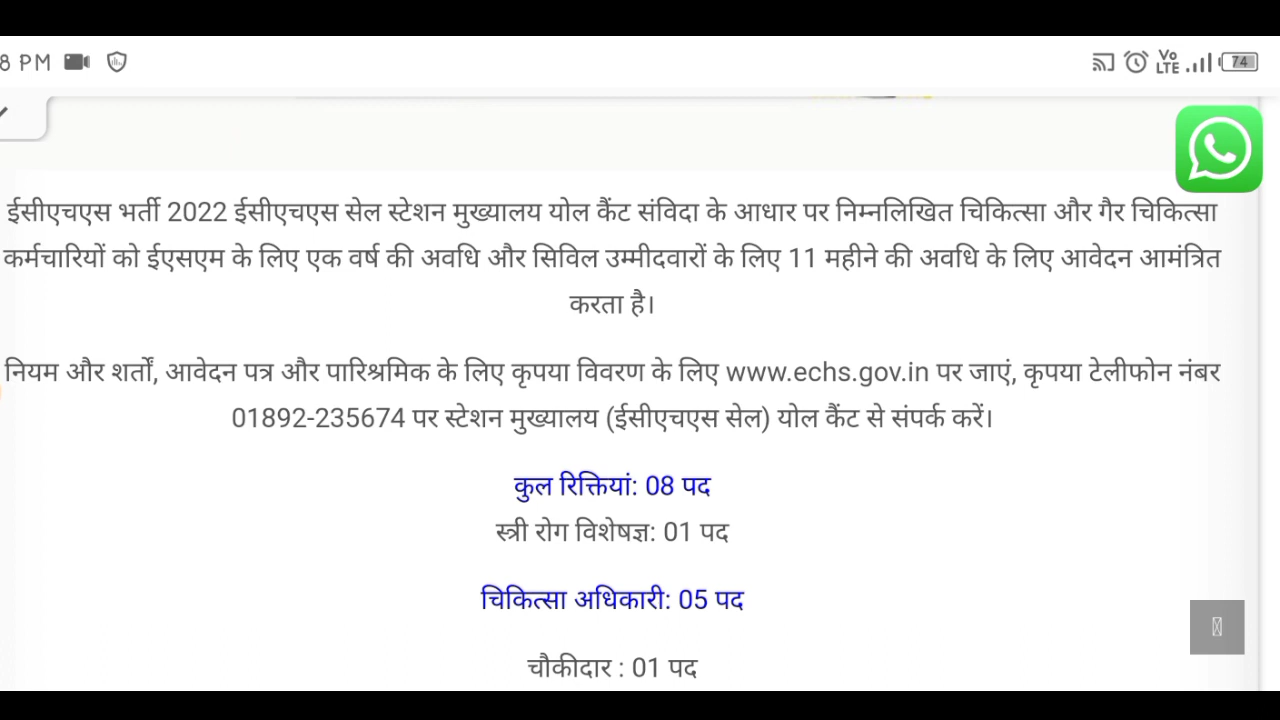 8 PM
Vo LTE 74
ईसीएचएस भर्ती 2022 ईसीएचएस सेल स्टेशन मुख्यालय योल कैंट संविदा के आधार पर निम्नलिखित चिकित्सा और गैर चिकित्सा
कर्मचारियों को ईएसएम के लिए एक वर्ष की अवधि और सिविल उम्मीदवारों के लिए 11 महीने की अवधि के लिए आवेदन आमंत्रित
करता है।
नियम और शर्तों, आवेदन पत्र और पारिश्रमिक के लिए कृपया विवरण के लिए www.echs.gov.in पर जाएं, कृपया टेलीफोन नंबर
01892-235674 पर स्टेशन मुख्यालय (ईसीएचएस सेल) योल कैंट से संपर्क करें।
कुल रिक्तियां: 08 पद
स्त्री रोग विशेषज्ञ: 01 पद
चिकित्सा अधिकारी: 05 पद
चौकीदार : 01 पद